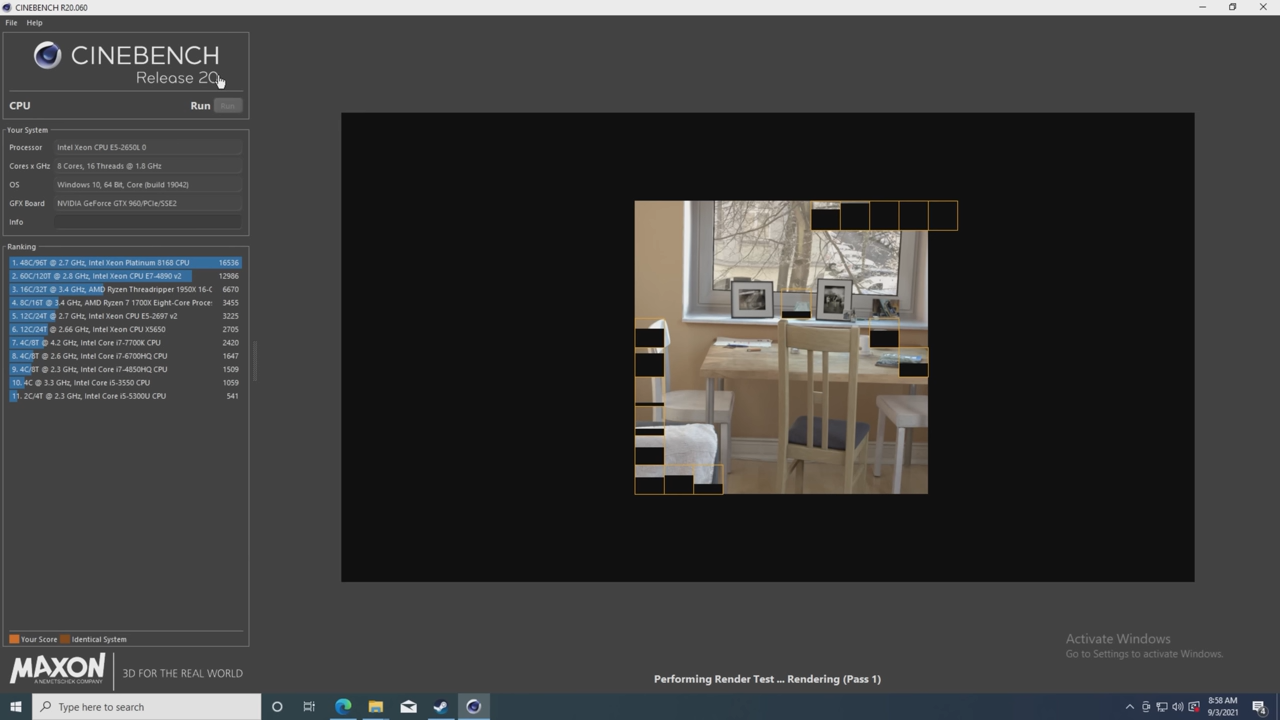 CINEBENCH R20.060
File Help
CINEBENCH
Release 20
CPU Run Run
Your System
Processor Intel Xeon CPU E5-2650L 0
Cores x GHz 8 Cores, 16 Threads @ 1.8 GHz
OS Windows 10, 64 Bit, Core (build 19042)
GFX Board NVIDIA GeForce GTX 960/PCIe/SSE2
Info
Ranking
1. 48C/96T @ 2.7 GHz, Intel Xeon Platinum 8168 CPU 16536
2. 60C/120T @ 2.8 GHz, Intel Xeon CPU E7-4890 v2 12986
3. 16C/32T @ 3.4 GHz, AMD Ryzen Threadripper 1950X 16-C 6670
4. 8C/16T @ 3.4 GHz, AMD Ryzen 7 1700X Eight-Core Proce: 3455
5. 12C/24T @ 2.7 GHz, Intel Xeon CPU E5-2697 v2 3225
6. 12C/24T @ 2.66 GHz, Intel Xeon CPU X5650 2705
7. 4C/8T @ 4.2 GHz, Intel Core i7-7700K CPU 2420
8. 4C/8T @ 2.6 GHz, Intel Core i7-6700HQ CPU 1647
9. 4C/8T @ 2.3 GHz, Intel Core i7-4850HQ CPU 1509
10. 4C @ 3.3 GHz, Intel Core i5-3550 CPU 1059
11. 2C/4T @ 2.3 GHz, Intel Core i5-5300U CPU 541
Your Score Identical System
MAXON
A NEMETSCHEK COMPANY
3D FOR THE REAL WORLD
Activate Windows
Go to Settings to activate Windows.
Performing Render Test ... Rendering (Pass 1)
Type here to search
8:58 AM
9/3/2021
4